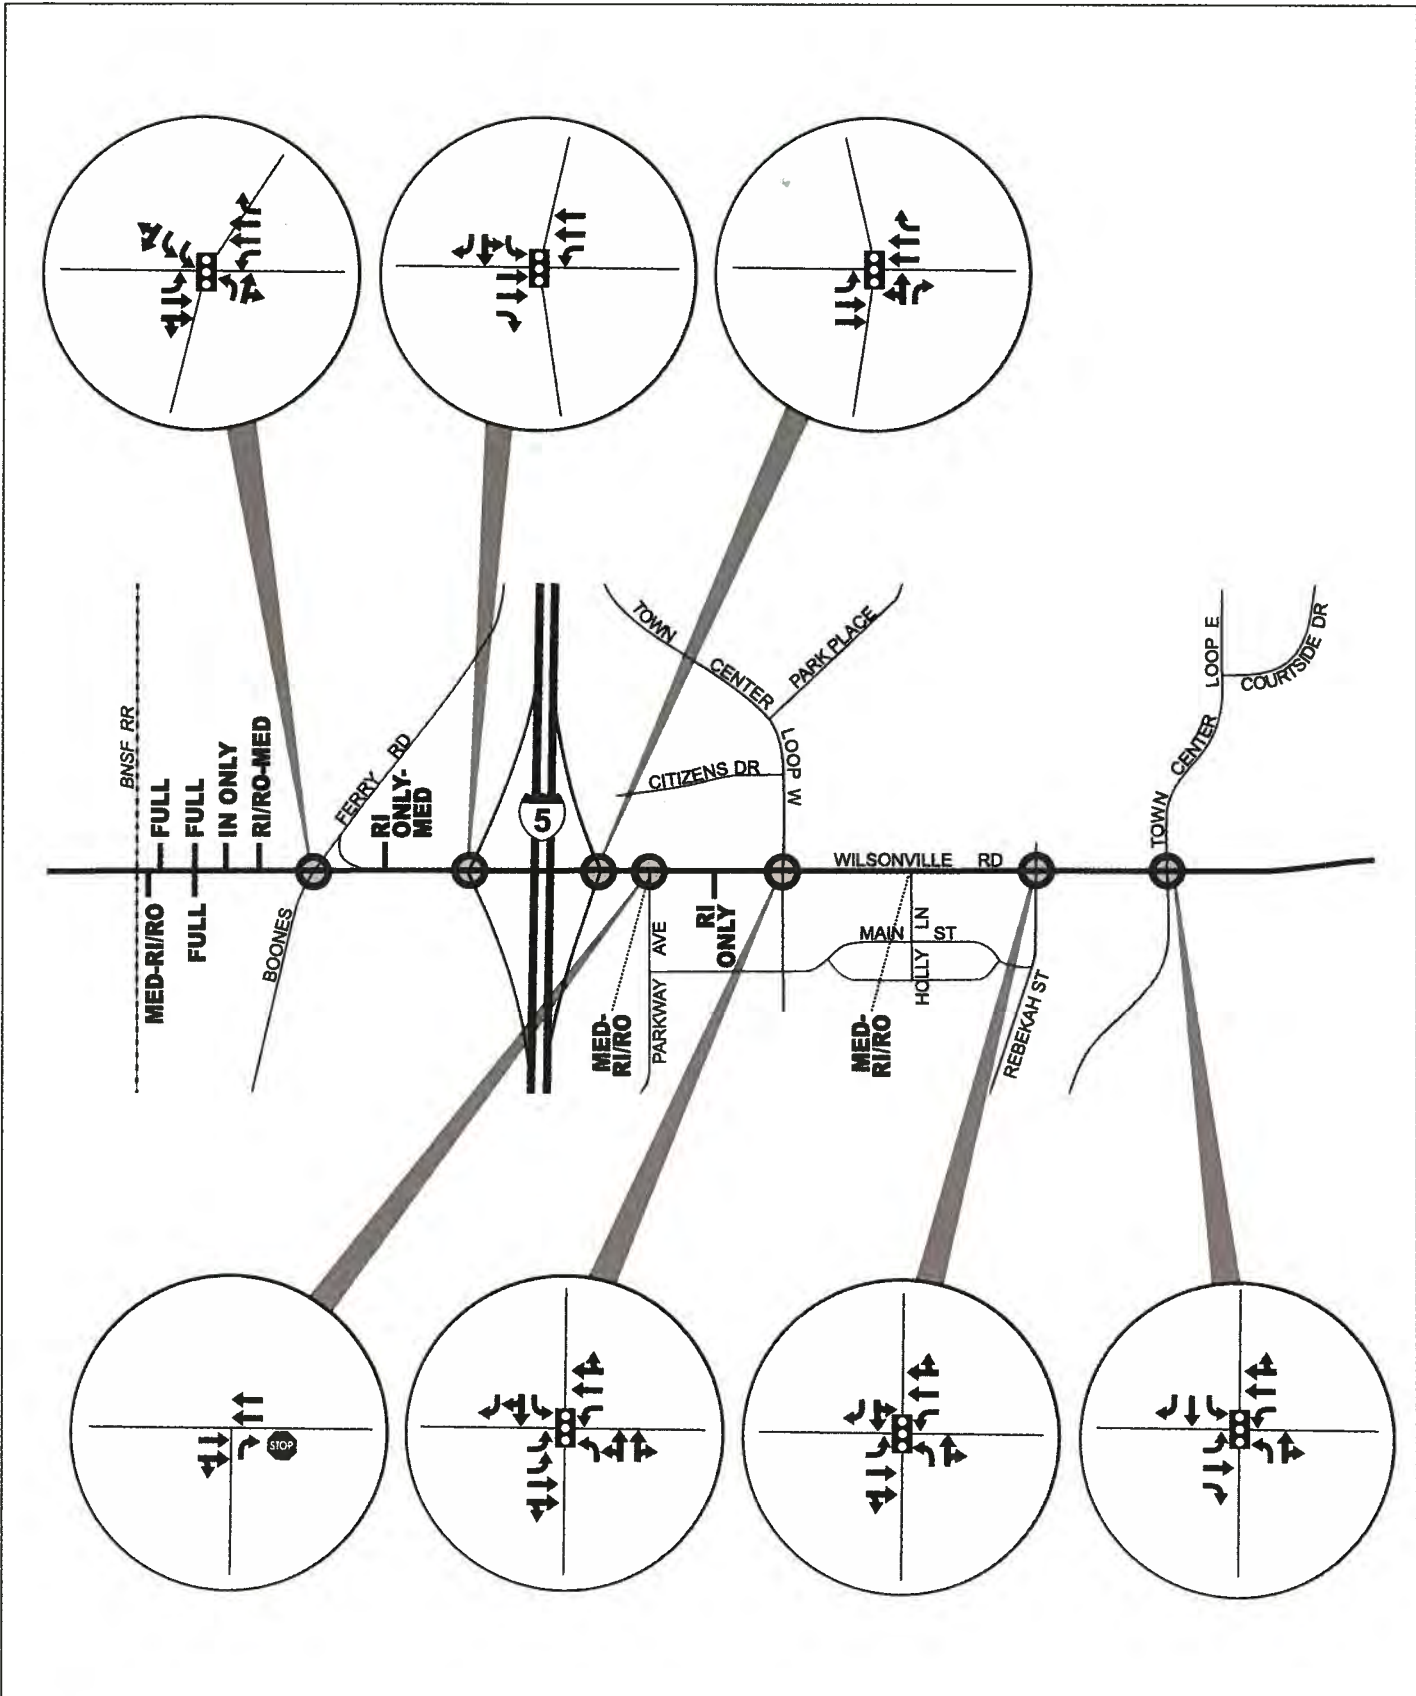 BNSF RR
FULL
FULL
IN ONLY
RI/RO-MED
MED-RI/RO
FULL
BOONES
FERRY RD
RI
ONLY-
MED
5
TOWN
CENTER
LOOP W
PARK PLACE
CITIZENS DR
WILSONVILLE RD
RI
ONLY
MED-
RI/RO
PARKWAY AVE
MAIN ST
HOLLY LN
MED-
RI/RO
REBEKAH ST
TOWN
CENTER
LOOP E
COURTSIDE DR
STOP